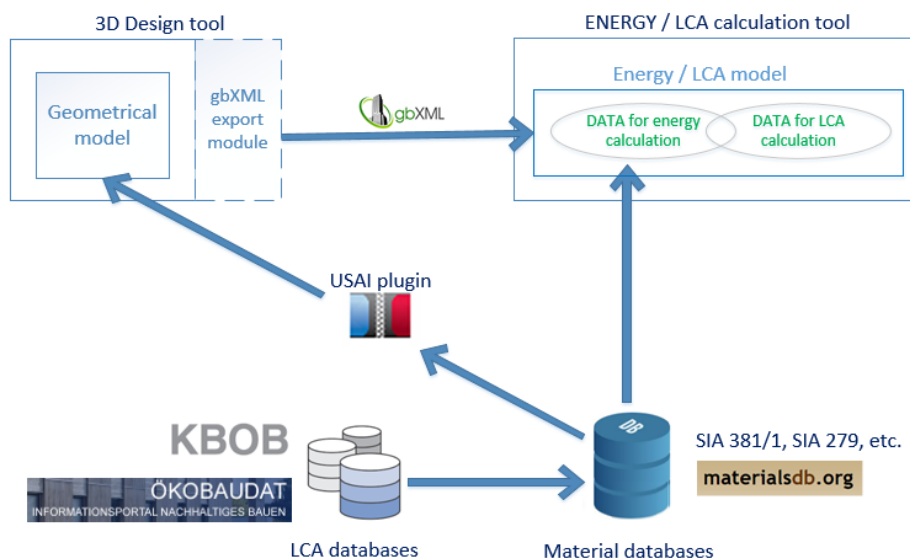 3D Design tool
ENERGY / LCA calculation tool
Geometrical
model
gbXML
export
module
gbXML
Energy / LCA model
DATA for energy
calculation
DATA for LCA
calculation
USAI plugin
KBOB
ÖKOBAUDAT
INFORMATIONSPORTAL NACHHALTIGES BAUEN
LCA databases
DB
SIA 381/1, SIA 279, etc.
materialsdb.org
Material databases